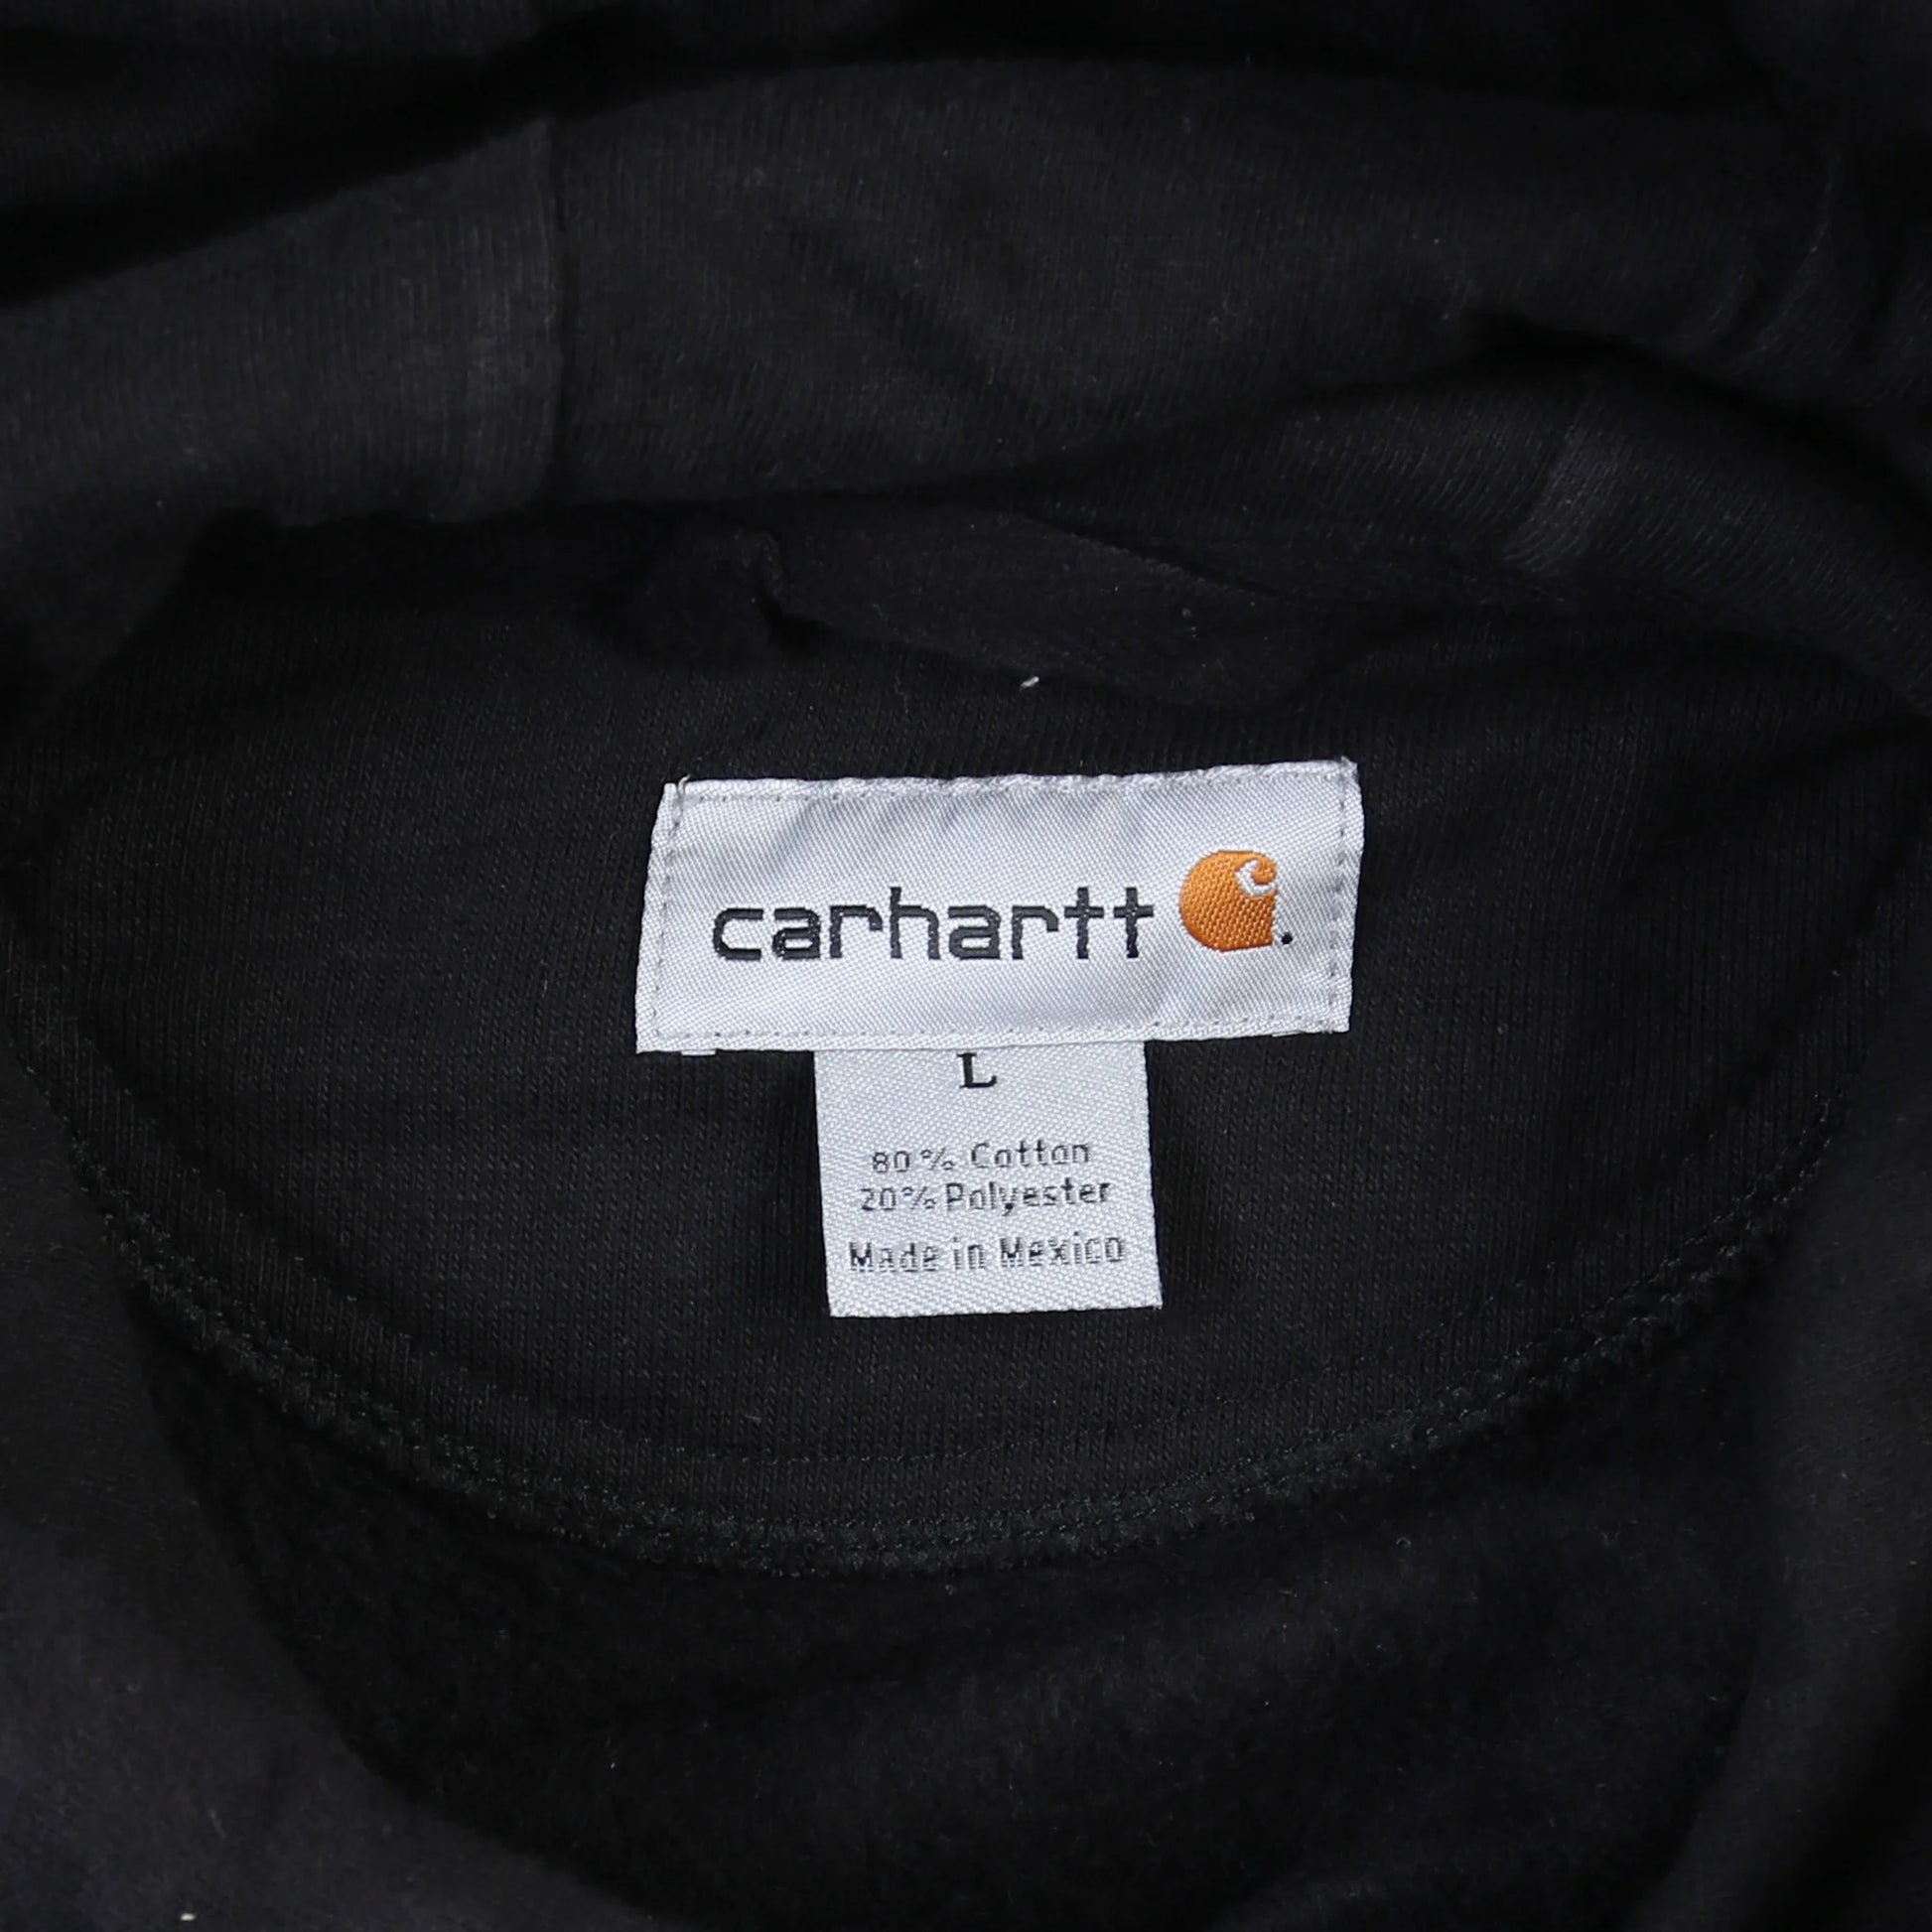 carhartt
L
80% Cotton
20% Polyester
Made in Mexico